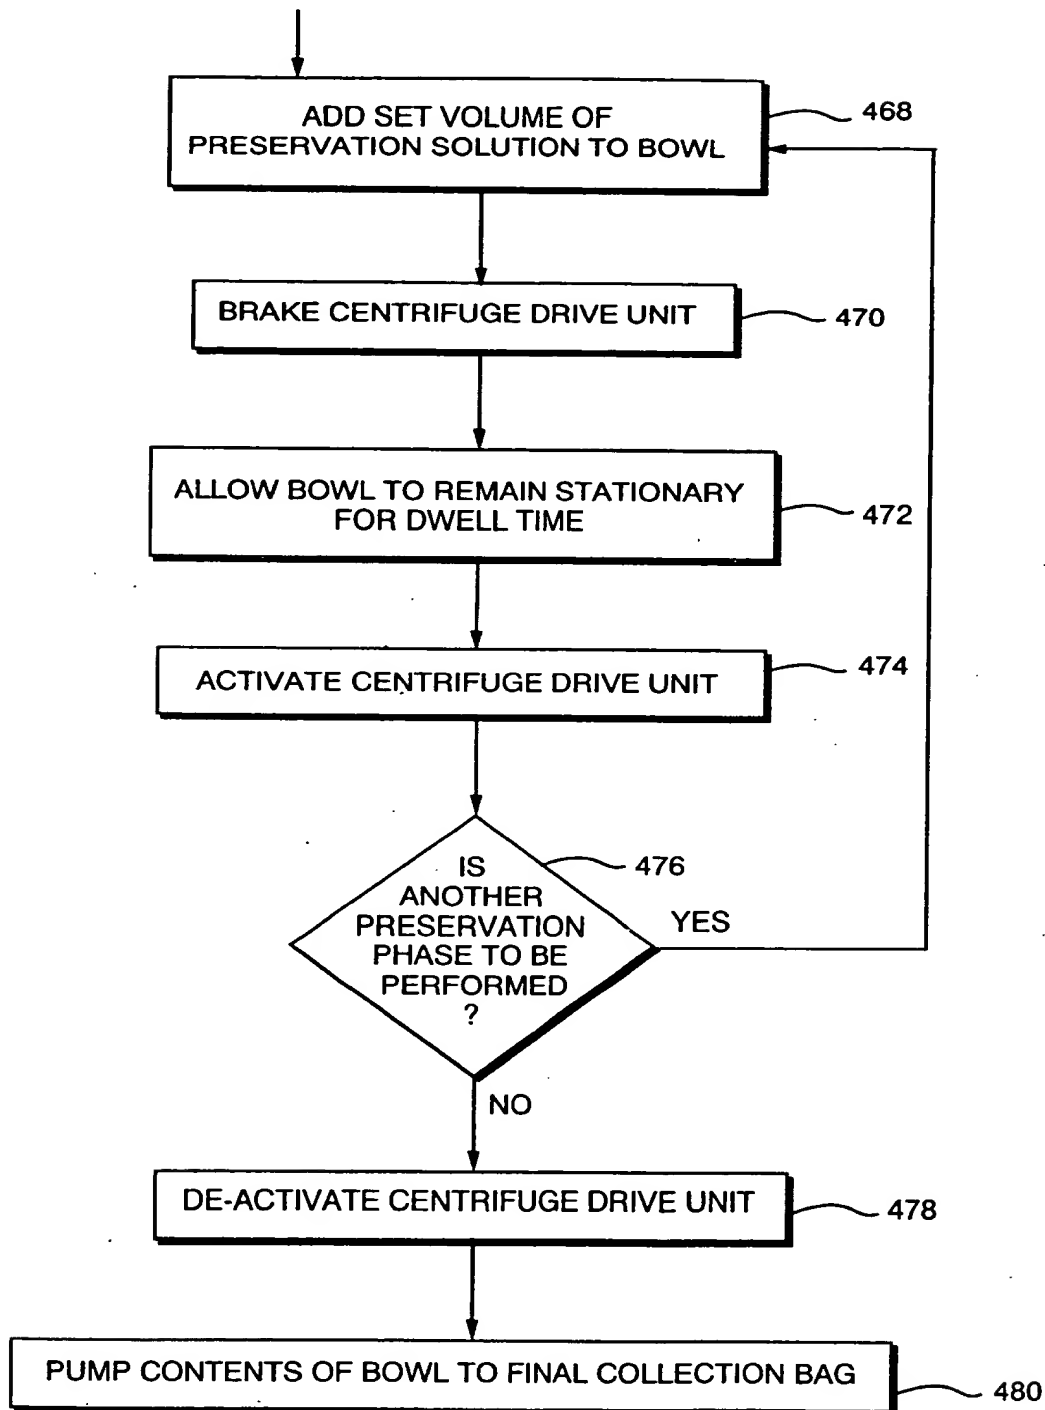 ADD SET VOLUME OF
PRESERVATION SOLUTION TO BOWL
468
BRAKE CENTRIFUGE DRIVE UNIT
470
ALLOW BOWL TO REMAIN STATIONARY
FOR DWELL TIME
472
ACTIVATE CENTRIFUGE DRIVE UNIT
474
IS
ANOTHER
PRESERVATION
PHASE TO BE
PERFORMED
?
476
YES
NO
DE-ACTIVATE CENTRIFUGE DRIVE UNIT
478
PUMP CONTENTS OF BOWL TO FINAL COLLECTION BAG
480